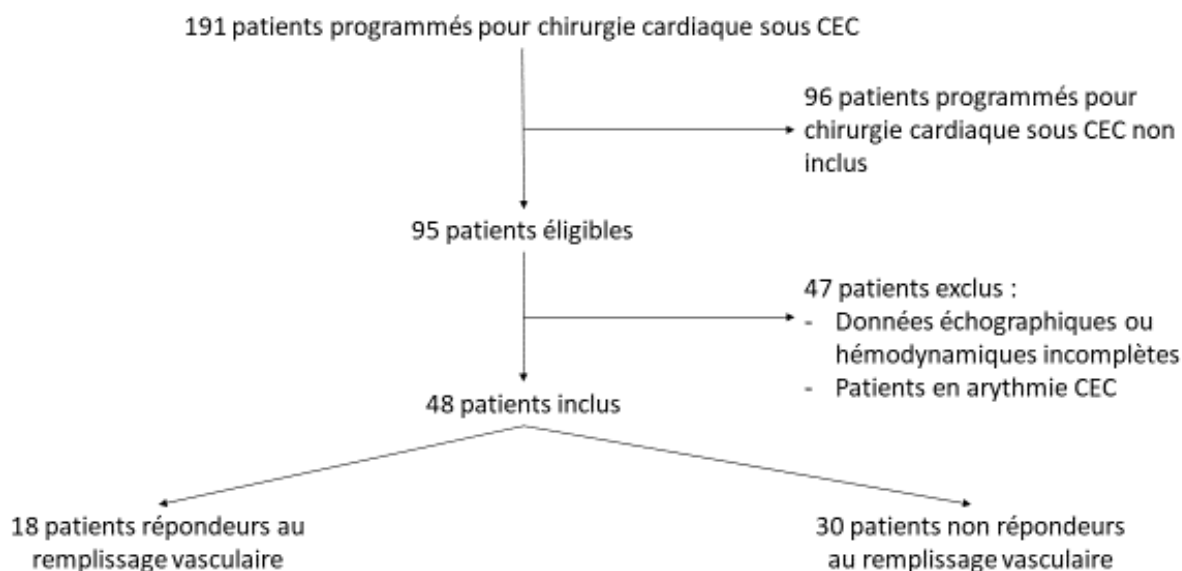 191 patients programmés pour chirurgie cardiaque sous CEC
96 patients programmés pour
chirurgie cardiaque sous CEC non
inclus
95 patients éligibles
47 patients exclus :
- Données échographiques ou
hémodynamiques incomplètes
- Patients en arythmie CEC
48 patients inclus
18 patients répondeurs au
remplissage vasculaire
30 patients non répondeurs
au remplissage vasculaire